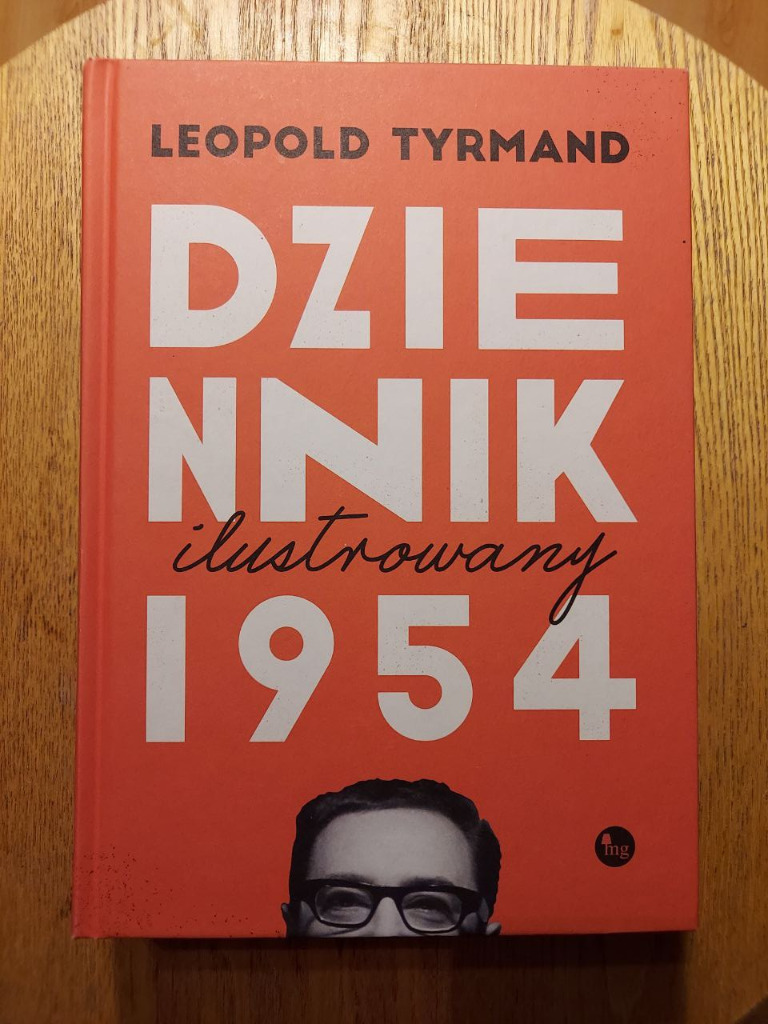 LEOPOLD TYRMAND
DZIE
NNIK
ilustrowany
1954
mg